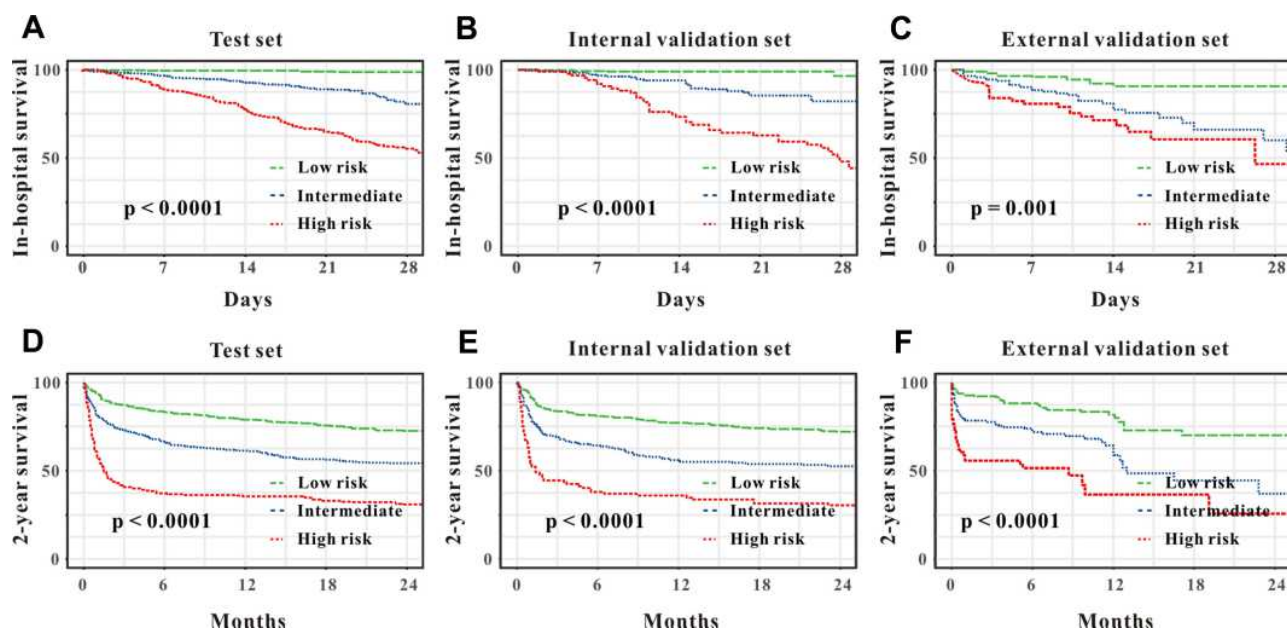 A
Test set
In-hospital survival
100
50
0
Low risk
Intermediate
High risk
p < 0.0001
0 7 14 21 28
Days
B
Internal validation set
In-hospital survival
100
50
0
Low risk
Intermediate
High risk
p < 0.0001
0 7 14 21 28
Days
C
External validation set
In-hospital survival
100
50
0
Low risk
Intermediate
High risk
p = 0.001
0 7 14 21 28
Days
D
Test set
2-year survival
100
50
0
Low risk
Intermediate
High risk
p < 0.0001
0 6 12 18 24
Months
E
Internal validation set
2-year survival
100
50
0
Low risk
Intermediate
High risk
p < 0.0001
0 6 12 18 24
Months
F
External validation set
2-year survival
100
50
0
Low risk
Intermediate
High risk
p < 0.0001
0 6 12 18 24
Months